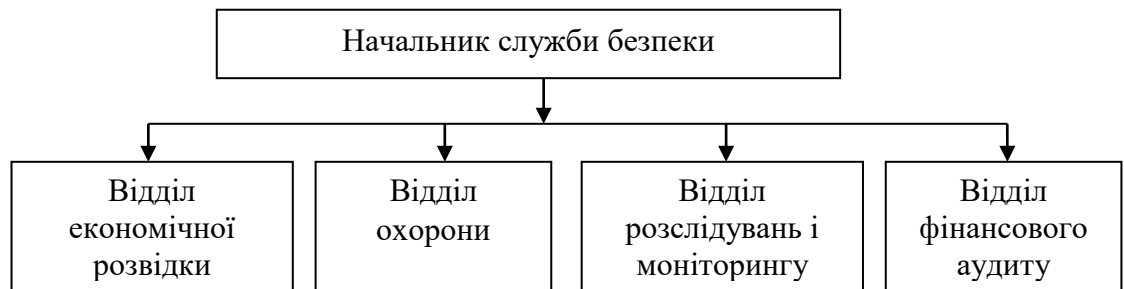 Начальник служби безпеки
Відділ
економічної
розвідки
Відділ
охорони
Відділ
розслідувань і
моніторингу
Відділ
фінансового
аудиту